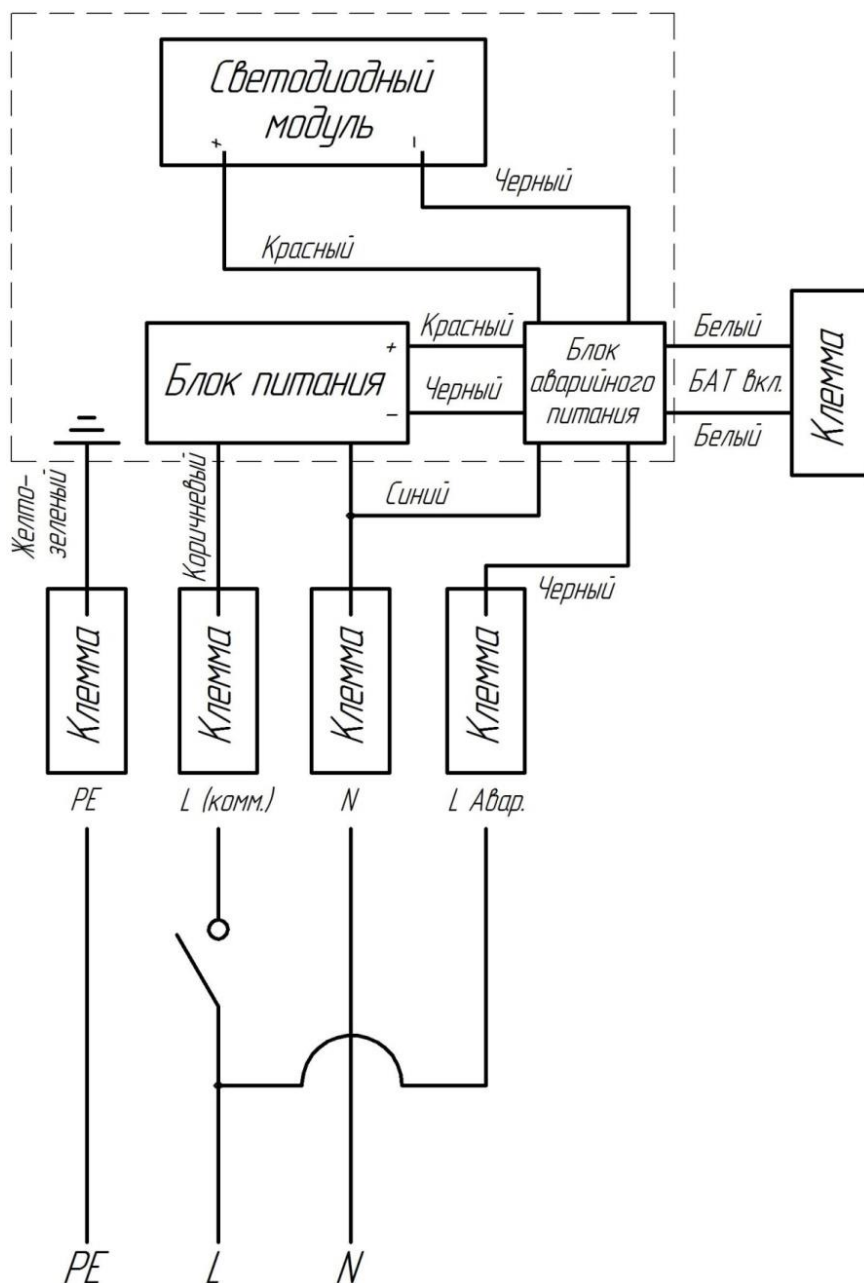 Светодиодный
модуль
+
-
Черный
Красный
Красный
Белый
+
Блок
аварийного
питания
Блок питания
Черный
БАТ вкл.
-
Белый
Клемма
Желто-
зеленый
Коричневый
Синий
Черный
Клемма
Клемма
Клемма
Клемма
PE
L (комм.)
N
L Авар.
PE
L
N